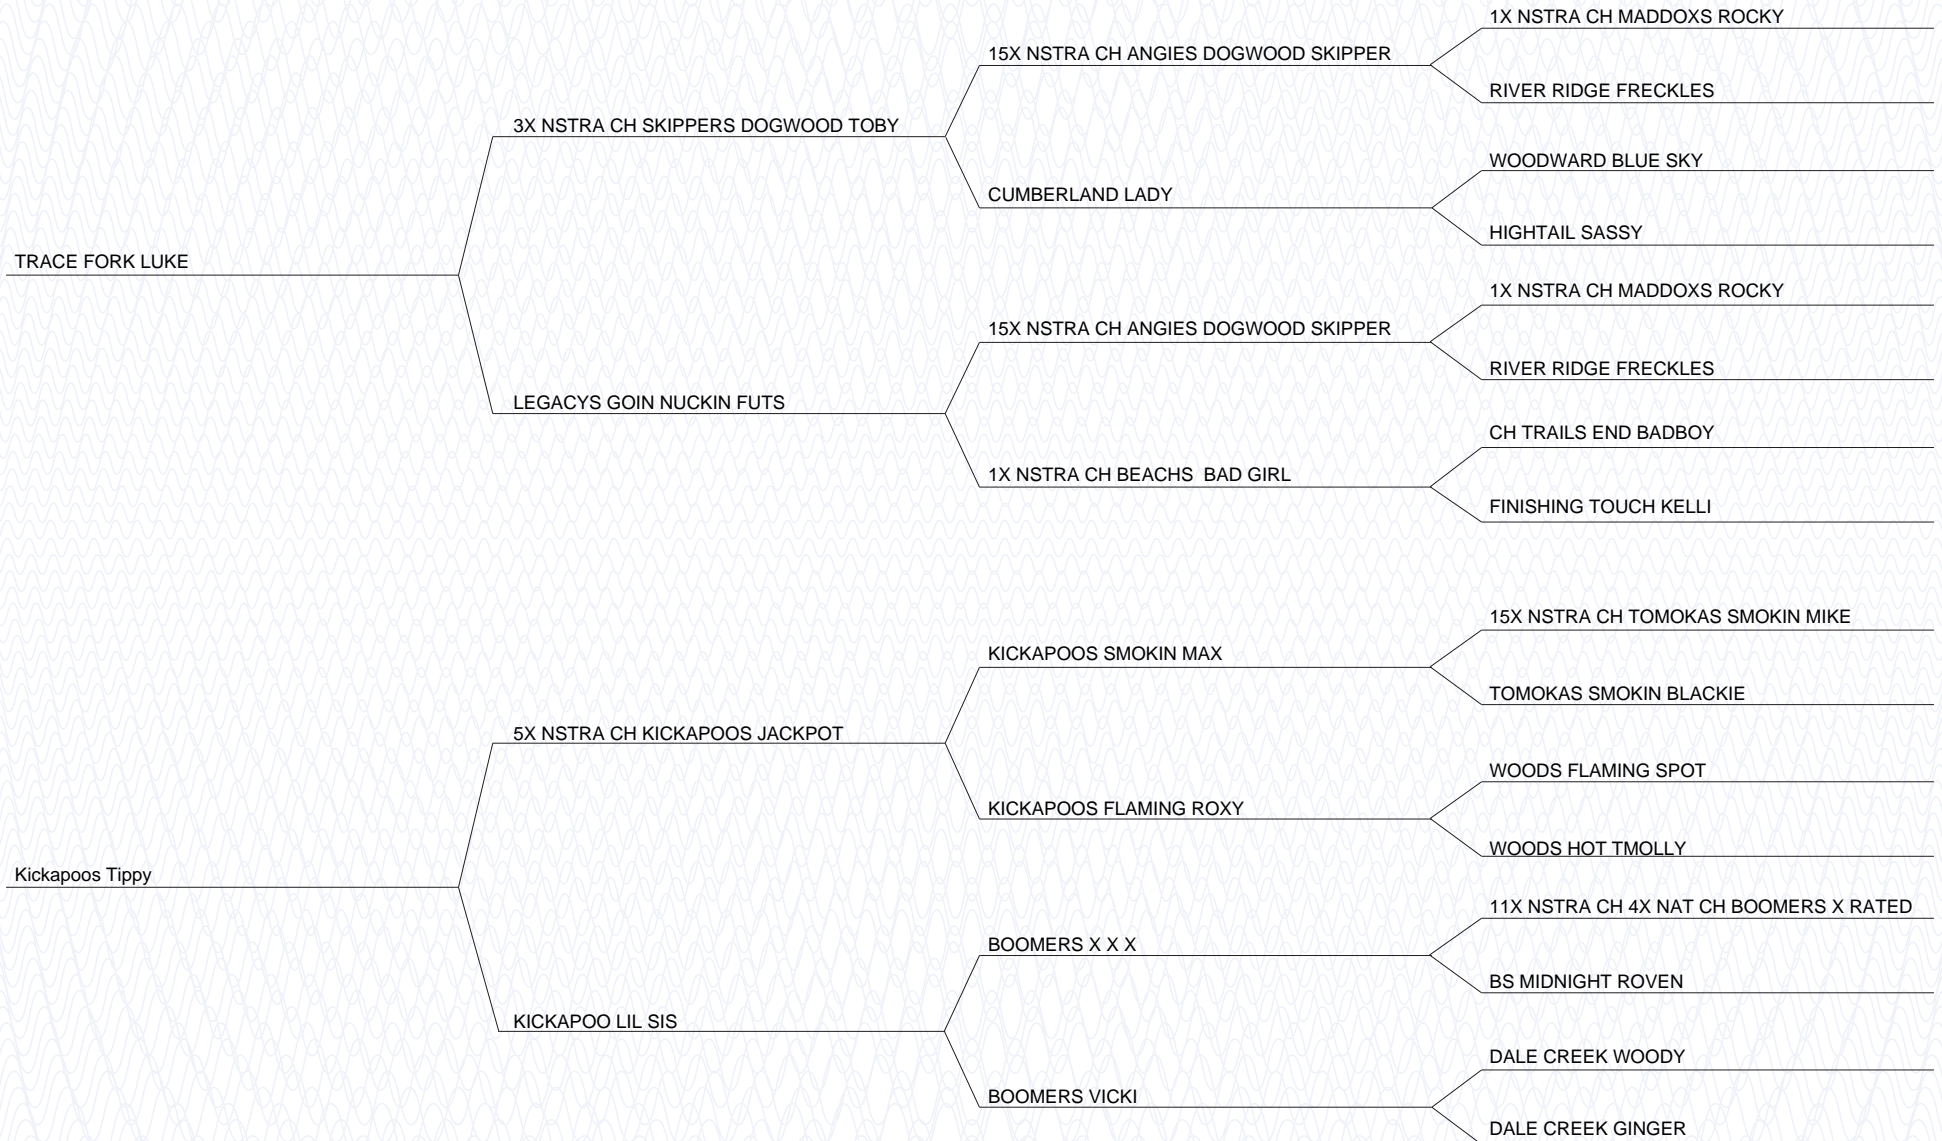 1X NSTRA CH MADDOXS ROCKY
15X NSTRA CH ANGIES DOGWOOD SKIPPER
RIVER RIDGE FRECKLES
3X NSTRA CH SKIPPERS DOGWOOD TOBY
WOODWARD BLUE SKY
CUMBERLAND LADY
HIGHTAIL SASSY
TRACE FORK LUKE
1X NSTRA CH MADDOXS ROCKY
15X NSTRA CH ANGIES DOGWOOD SKIPPER
RIVER RIDGE FRECKLES
LEGACYS GOIN NUCKIN FUTS
CH TRAILS END BADBOY
1X NSTRA CH BEACHS  BAD GIRL
FINISHING TOUCH KELLI
15X NSTRA CH TOMOKAS SMOKIN MIKE
KICKAPOOS SMOKIN MAX
TOMOKAS SMOKIN BLACKIE
5X NSTRA CH KICKAPOOS JACKPOT
WOODS FLAMING SPOT
KICKAPOOS FLAMING ROXY
WOODS HOT TMOLLY
Kickapoos Tippy
11X NSTRA CH 4X NAT CH BOOMERS X RATED
BOOMERS X X X
BS MIDNIGHT ROVEN
KICKAPOO LIL SIS
DALE CREEK WOODY
BOOMERS VICKI
DALE CREEK GINGER